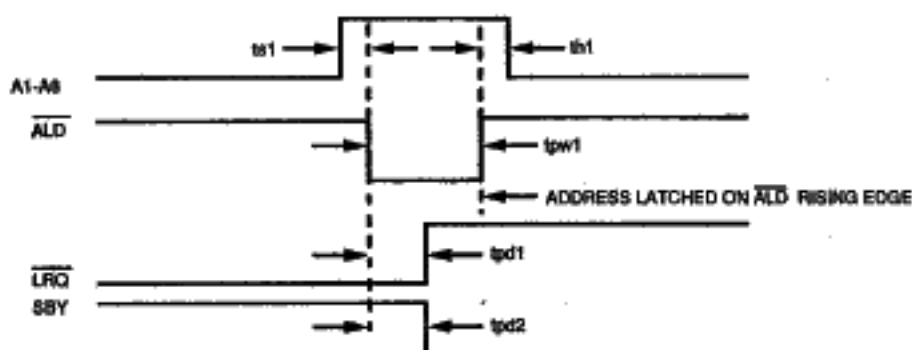 ts1 th1
A1-A6
ALD
tpw1
ADDRESS LATCHED ON ALD RISING EDGE
tpd1
LRQ
SBY
tpd2